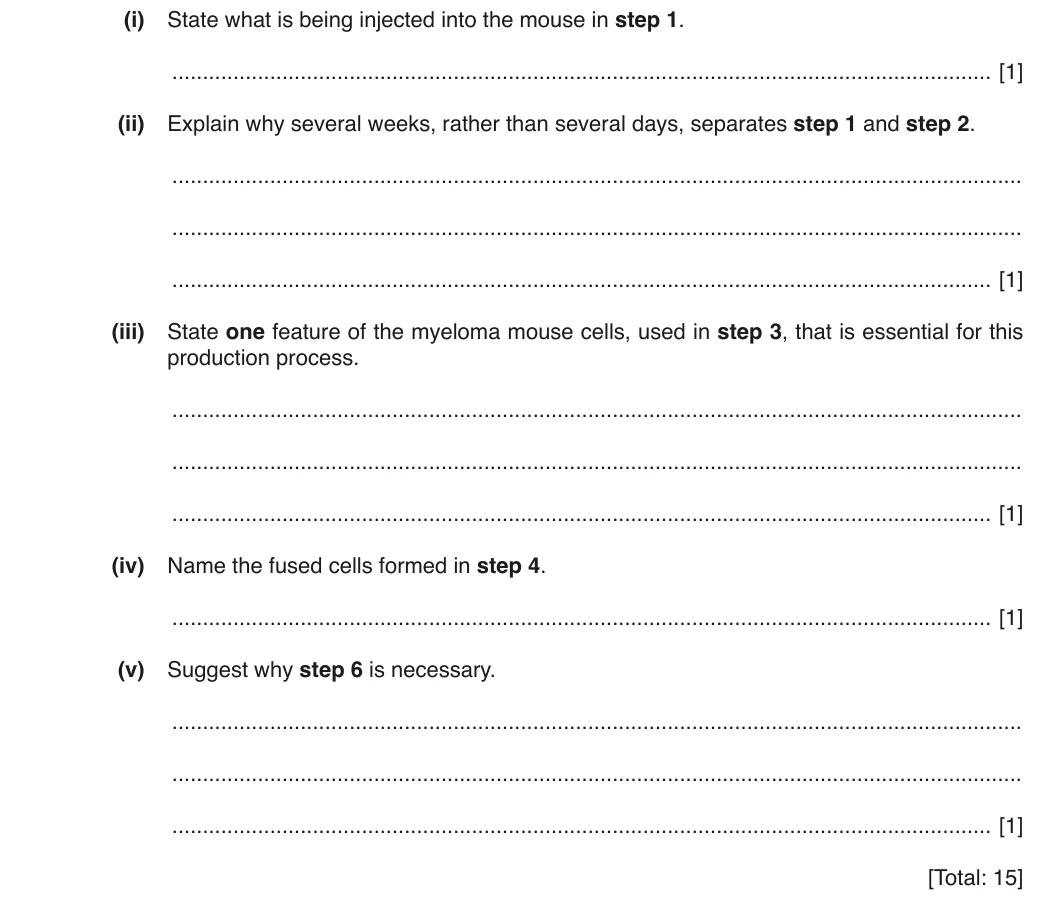 (i) State what is being injected into the mouse in step 1.
.......................................................................................................................................... [1]
(ii) Explain why several weeks, rather than several days, separates step 1 and step 2.
...............................................................................................................................................
...............................................................................................................................................
.......................................................................................................................................... [1]
(iii) State one feature of the myeloma mouse cells, used in step 3, that is essential for this
production process.
...............................................................................................................................................
...............................................................................................................................................
.......................................................................................................................................... [1]
(iv) Name the fused cells formed in step 4.
.......................................................................................................................................... [1]
(v) Suggest why step 6 is necessary.
...............................................................................................................................................
...............................................................................................................................................
.......................................................................................................................................... [1]
[Total: 15]